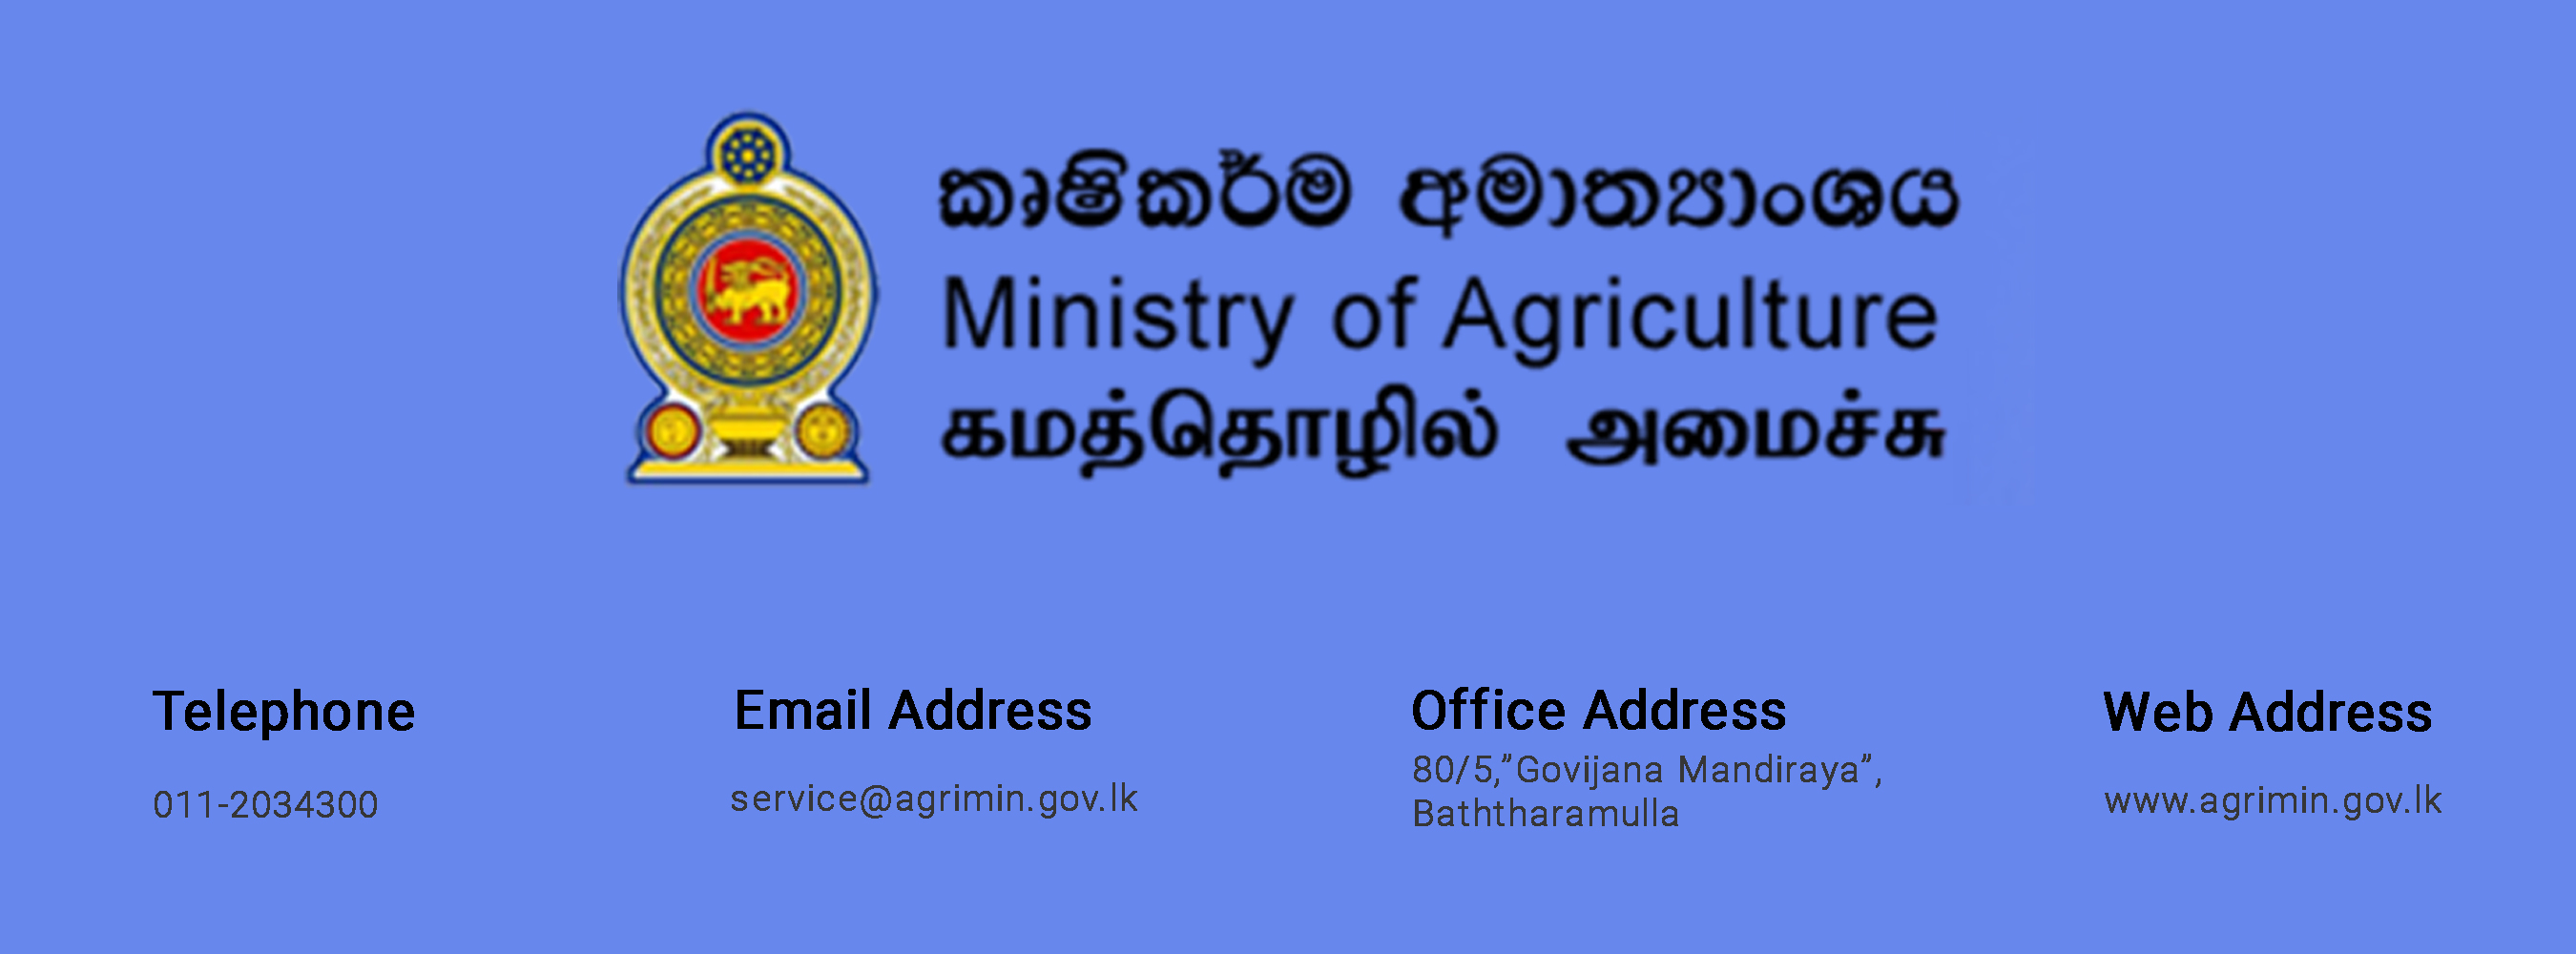 කෘෂිකර්ම අමාත්‍යාංශය
Ministry of Agriculture
கமத்தொழில் அமைச்சு
Telephone
011-2034300
Email Address
service@agrimin.gov.lk
Office Address
80/5,”Govijana Mandiraya”,
Baththaramulla
Web Address
www.agrimin.gov.lk